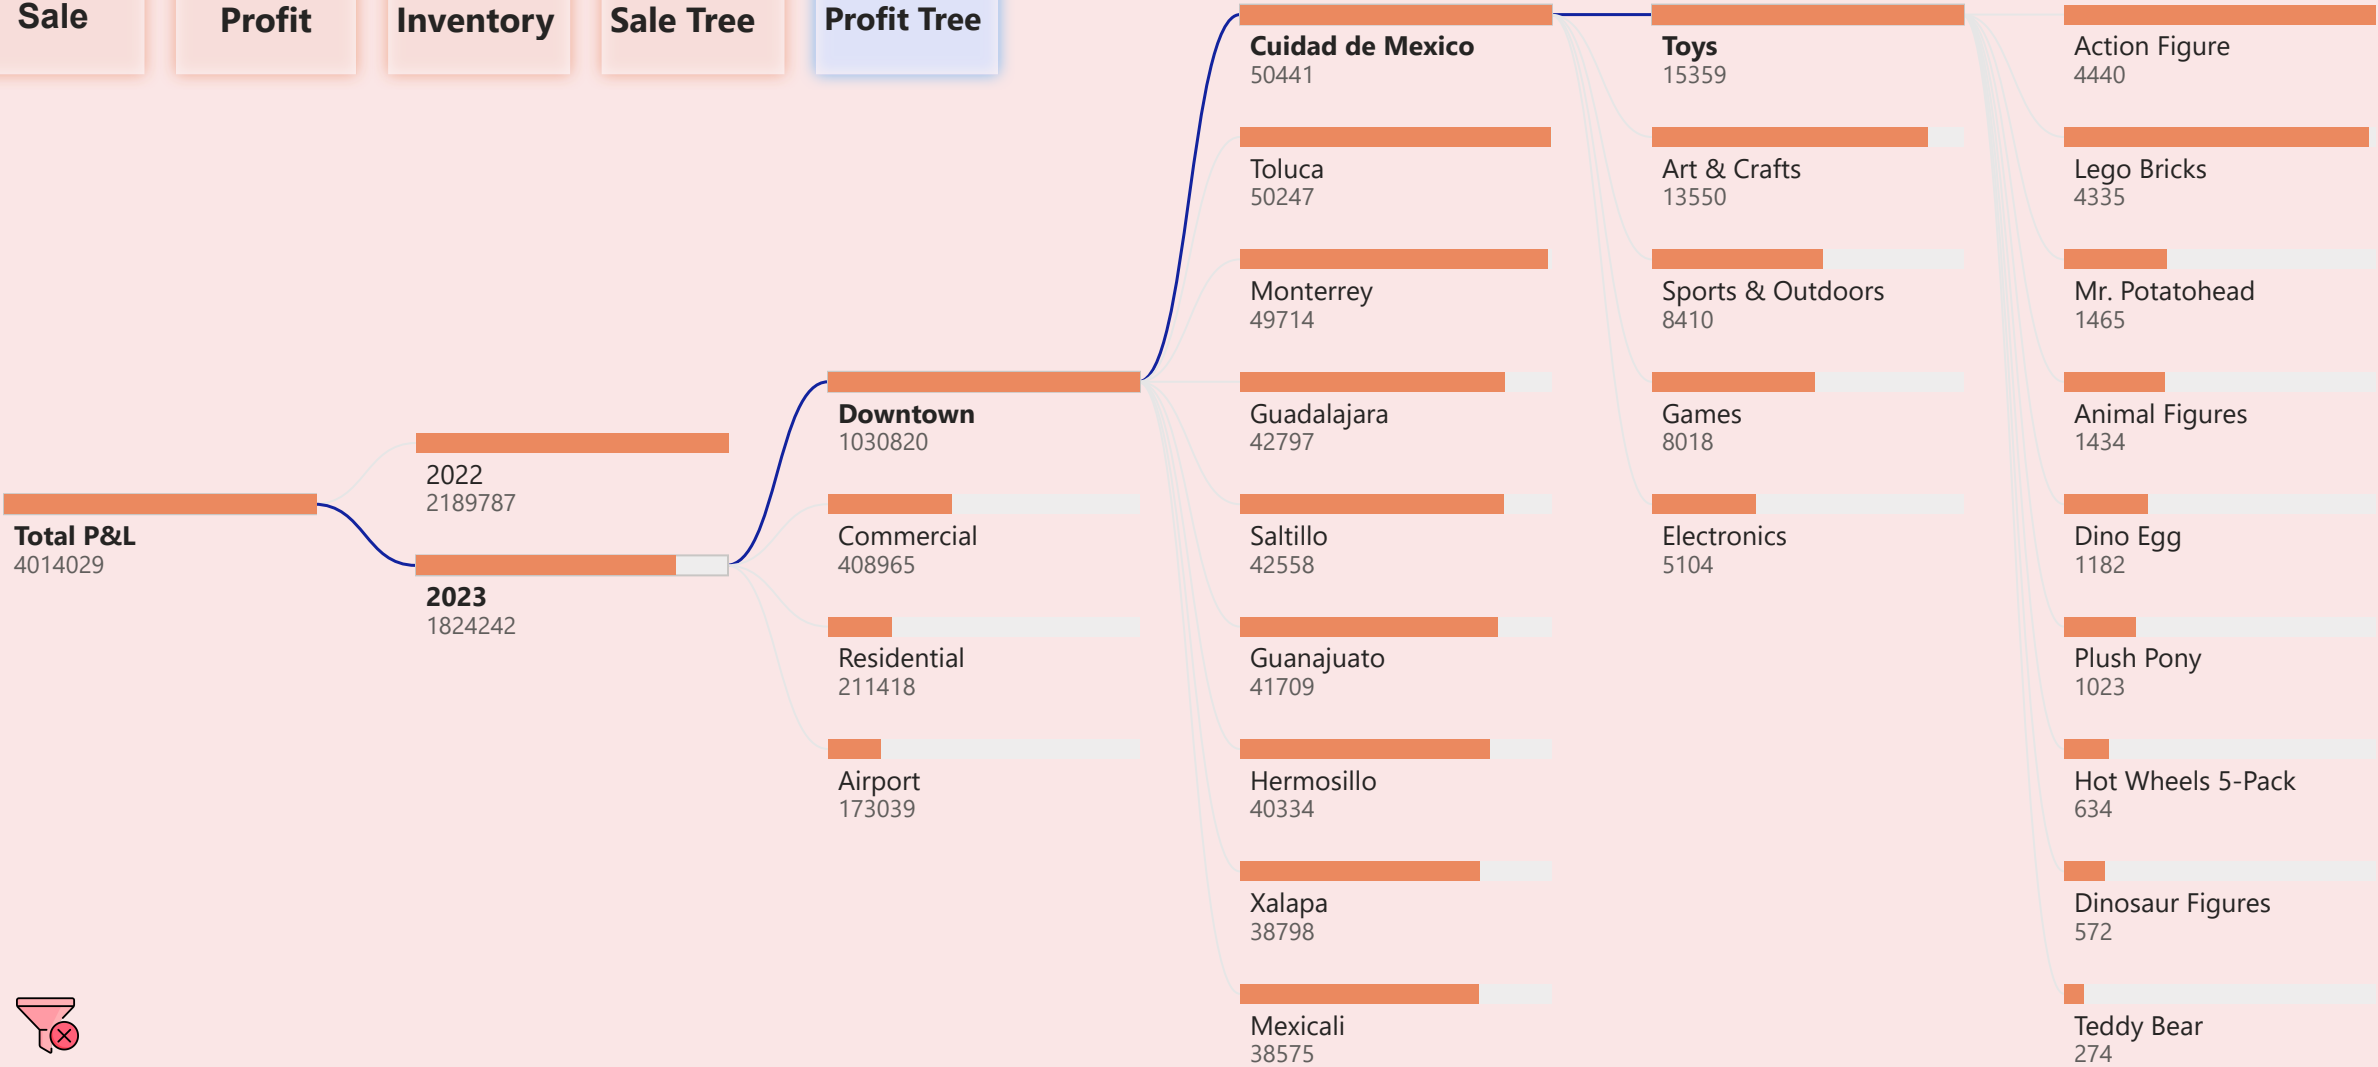 Sale
Profit
Inventory
Sale Tree
Profit Tree
Total P&L
4014029
2022
2189787
2023
1824242
Downtown
1030820
Commercial
408965
Residential
211418
Airport
173039
Cuidad de Mexico
50441
Toluca
50247
Monterrey
49714
Guadalajara
42797
Saltillo
42558
Guanajuato
41709
Hermosillo
40334
Xalapa
38798
Mexicali
38575
Toys
15359
Art & Crafts
13550
Sports & Outdoors
8410
Games
8018
Electronics
5104
Action Figure
4440
Lego Bricks
4335
Mr. Potatohead
1465
Animal Figures
1434
Dino Egg
1182
Plush Pony
1023
Hot Wheels 5-Pack
634
Dinosaur Figures
572
Teddy Bear
274